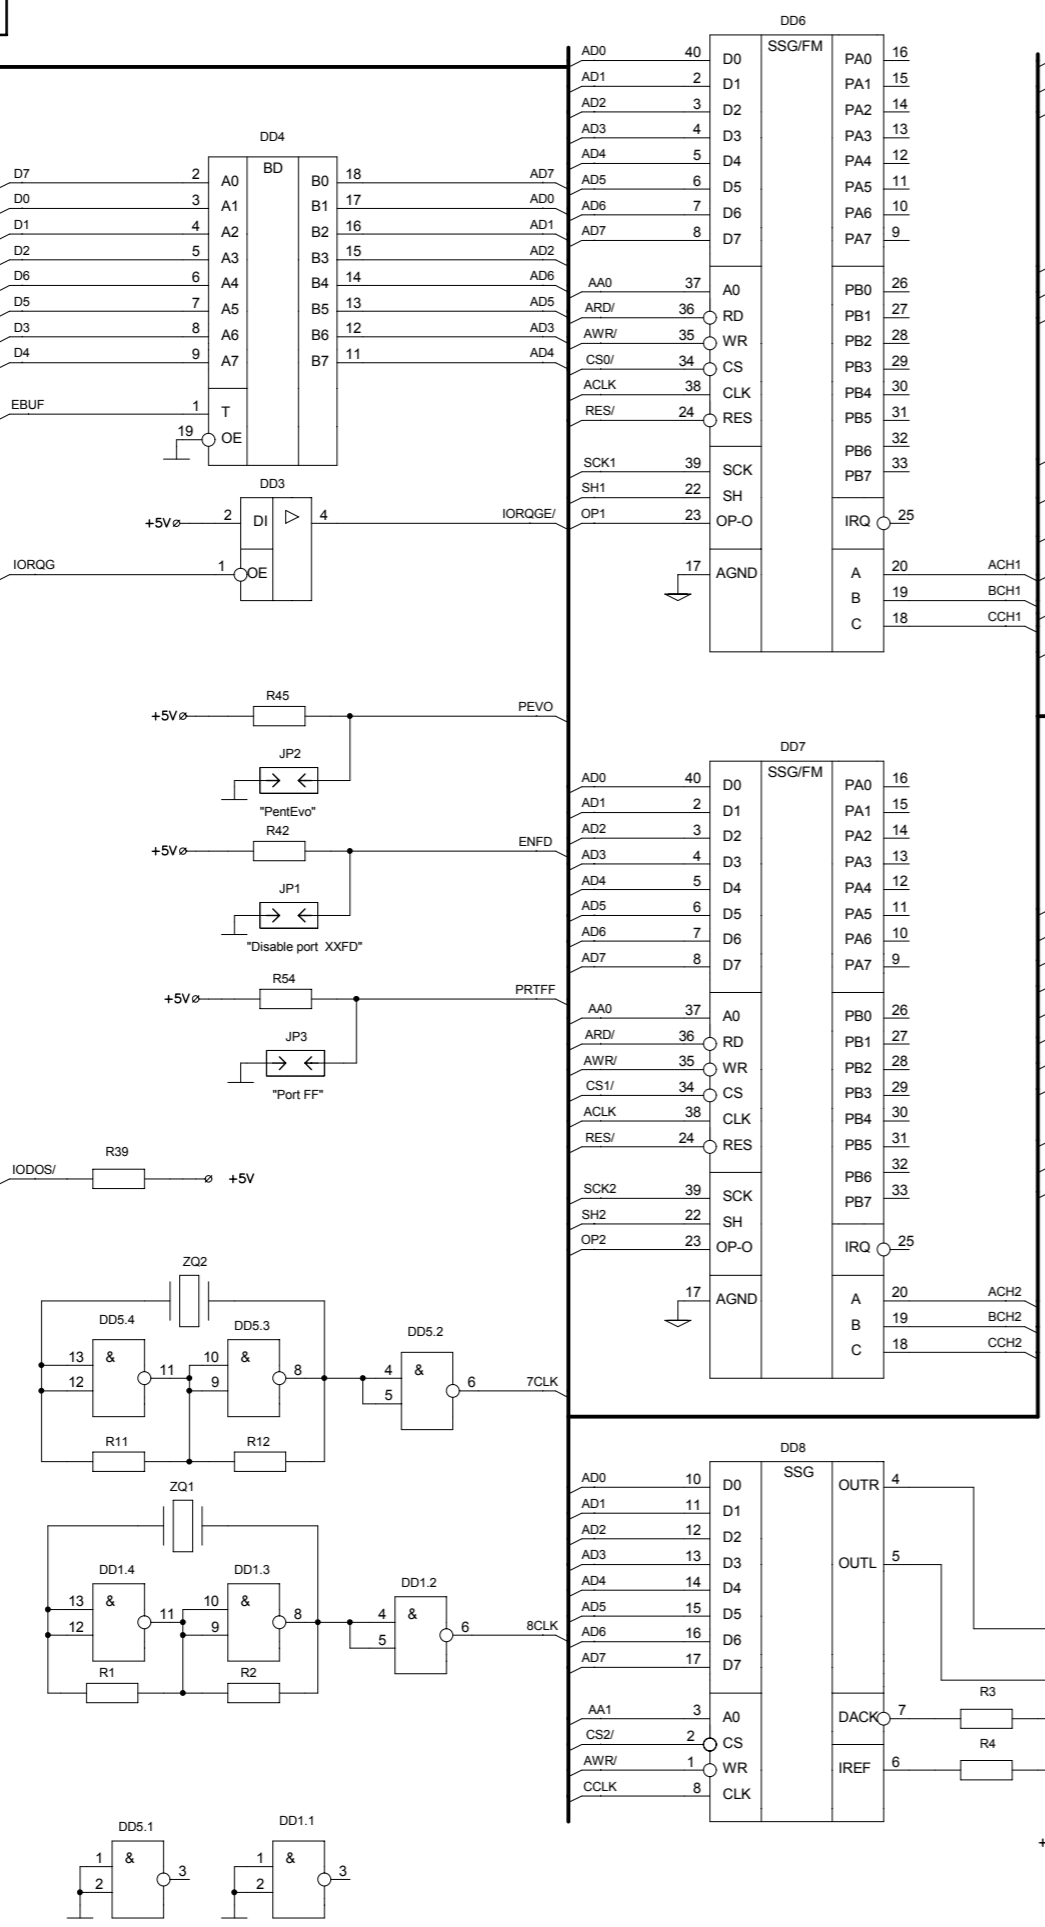 DD4
BD
D7 2 A0 B0 18 AD7
D0 3 A1 B1 17 AD0
D1 4 A2 B2 16 AD1
D2 5 A3 B3 15 AD2
D6 6 A4 B4 14 AD6
D5 7 A5 B5 13 AD5
D3 8 A6 B6 12 AD3
D4 9 A7 B7 11 AD4
EBUF 1 T
19 OE
DD3
+5V 2 DI 4 IORQGE/
IORQG 1 OE
R45
+5V PEVO
JP2
"PentEvo"
R42
+5V ENFD
JP1
"Disable port XXFD"
R54
+5V PRTFF
JP3
"Port FF"
IODOS/ R39 +5V
ZQ2
DD5.4 DD5.3 DD5.2
13 & 11 10 & 8 4 & 6 7CLK
12 9 5
R11 R12
ZQ1
DD1.4 DD1.3 DD1.2
13 & 11 10 & 8 4 & 6 8CLK
12 9 5
R1 R2
DD5.1 DD1.1
1 & 3 1 & 3
2 2
DD6
SSG/FM
AD0 40 D0 PA0 16
AD1 2 D1 PA1 15
AD2 3 D2 PA2 14
AD3 4 D3 PA3 13
AD4 5 D4 PA4 12
AD5 6 D5 PA5 11
AD6 7 D6 PA6 10
AD7 8 D7 PA7 9
AA0 37 A0 PB0 26
ARD/ 36 RD PB1 27
AWR/ 35 WR PB2 28
CS0/ 34 CS PB3 29
ACLK 38 CLK PB4 30
RES/ 24 RES PB5 31
PB6 32
SCK1 39 SCK PB7 33
SH1 22 SH
OP1 23 OP-O IRQ 25
17 AGND A 20 ACH1
B 19 BCH1
C 18 CCH1
DD7
SSG/FM
AD0 40 D0 PA0 16
AD1 2 D1 PA1 15
AD2 3 D2 PA2 14
AD3 4 D3 PA3 13
AD4 5 D4 PA4 12
AD5 6 D5 PA5 11
AD6 7 D6 PA6 10
AD7 8 D7 PA7 9
AA0 37 A0 PB0 26
ARD/ 36 RD PB1 27
AWR/ 35 WR PB2 28
CS1/ 34 CS PB3 29
ACLK 38 CLK PB4 30
RES/ 24 RES PB5 31
PB6 32
SCK2 39 SCK PB7 33
SH2 22 SH
OP2 23 OP-O IRQ 25
17 AGND A 20 ACH2
B 19 BCH2
C 18 CCH2
DD8
SSG
AD0 10 D0 OUTR 4
AD1 11 D1
AD2 12 D2
AD3 13 D3 OUTL 5
AD4 14 D4
AD5 15 D5
AD6 16 D6
AD7 17 D7
AA1 3 A0 DACK 7 R3
CS2/ 2 CS
AWR/ 1 WR IREF 6 R4
CCLK 8 CLK
+